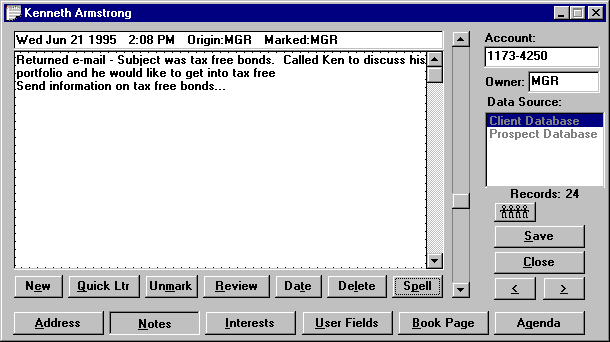 Kenneth Armstrong
Wed Jun 21 1995 2:08 PM Origin:MGR Marked:MGR
Returned e-mail - Subject was tax free bonds. Called Ken to discuss his
portfolio and he would like to get into tax free
Send information on tax free bonds...
Account:
1173-4250
Owner: MGR
Data Source:
Client Database
Prospect Database
Records: 24
Save
Close
< >
New Quick Ltr Unmark Review Date Delete Spell
Address Notes Interests User Fields Book Page Agenda